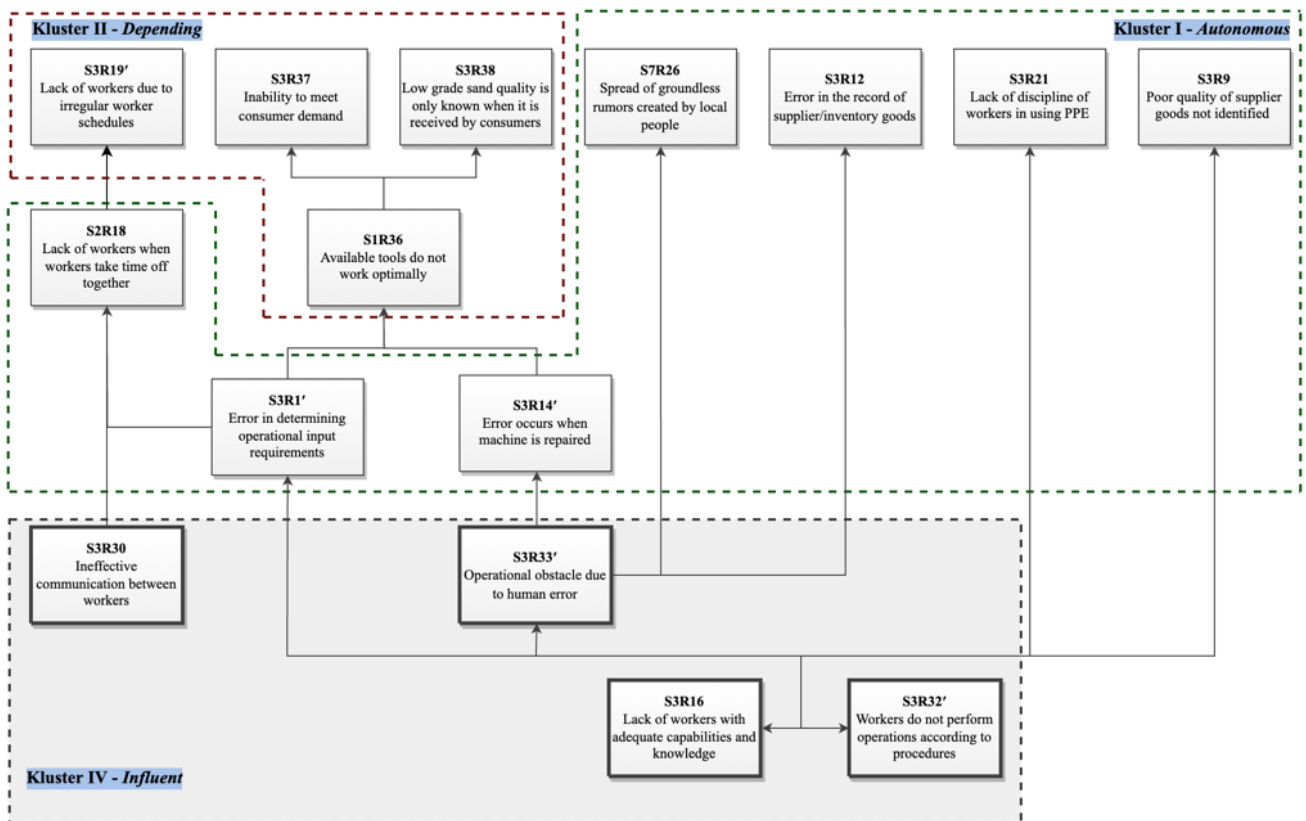 Kluster II - Depending
Kluster I - Autonomous
S3R19′
Lack of workers due to
irregular worker
schedules
S3R37
Inability to meet
consumer demand
S3R38
Low grade sand quality is
only known when it is
received by consumers
S7R26
Spread of groundless
rumors created by local
people
S3R12
Error in the record of
supplier/inventory goods
S3R21
Lack of discipline of
workers in using PPE
S3R9
Poor quality of supplier
goods not identified
S2R18
Lack of workers when
workers take time off
together
S1R36
Available tools do not
work optimally
S3R1′
Error in determining
operational input
requirements
S3R14′
Error occurs when
machine is repaired
S3R30
Ineffective
communication between
workers
S3R33′
Operational obstacle due
to human error
S3R16
Lack of workers with
adequate capabilities and
knowledge
S3R32′
Workers do not perform
operations according to
procedures
Kluster IV - Influent